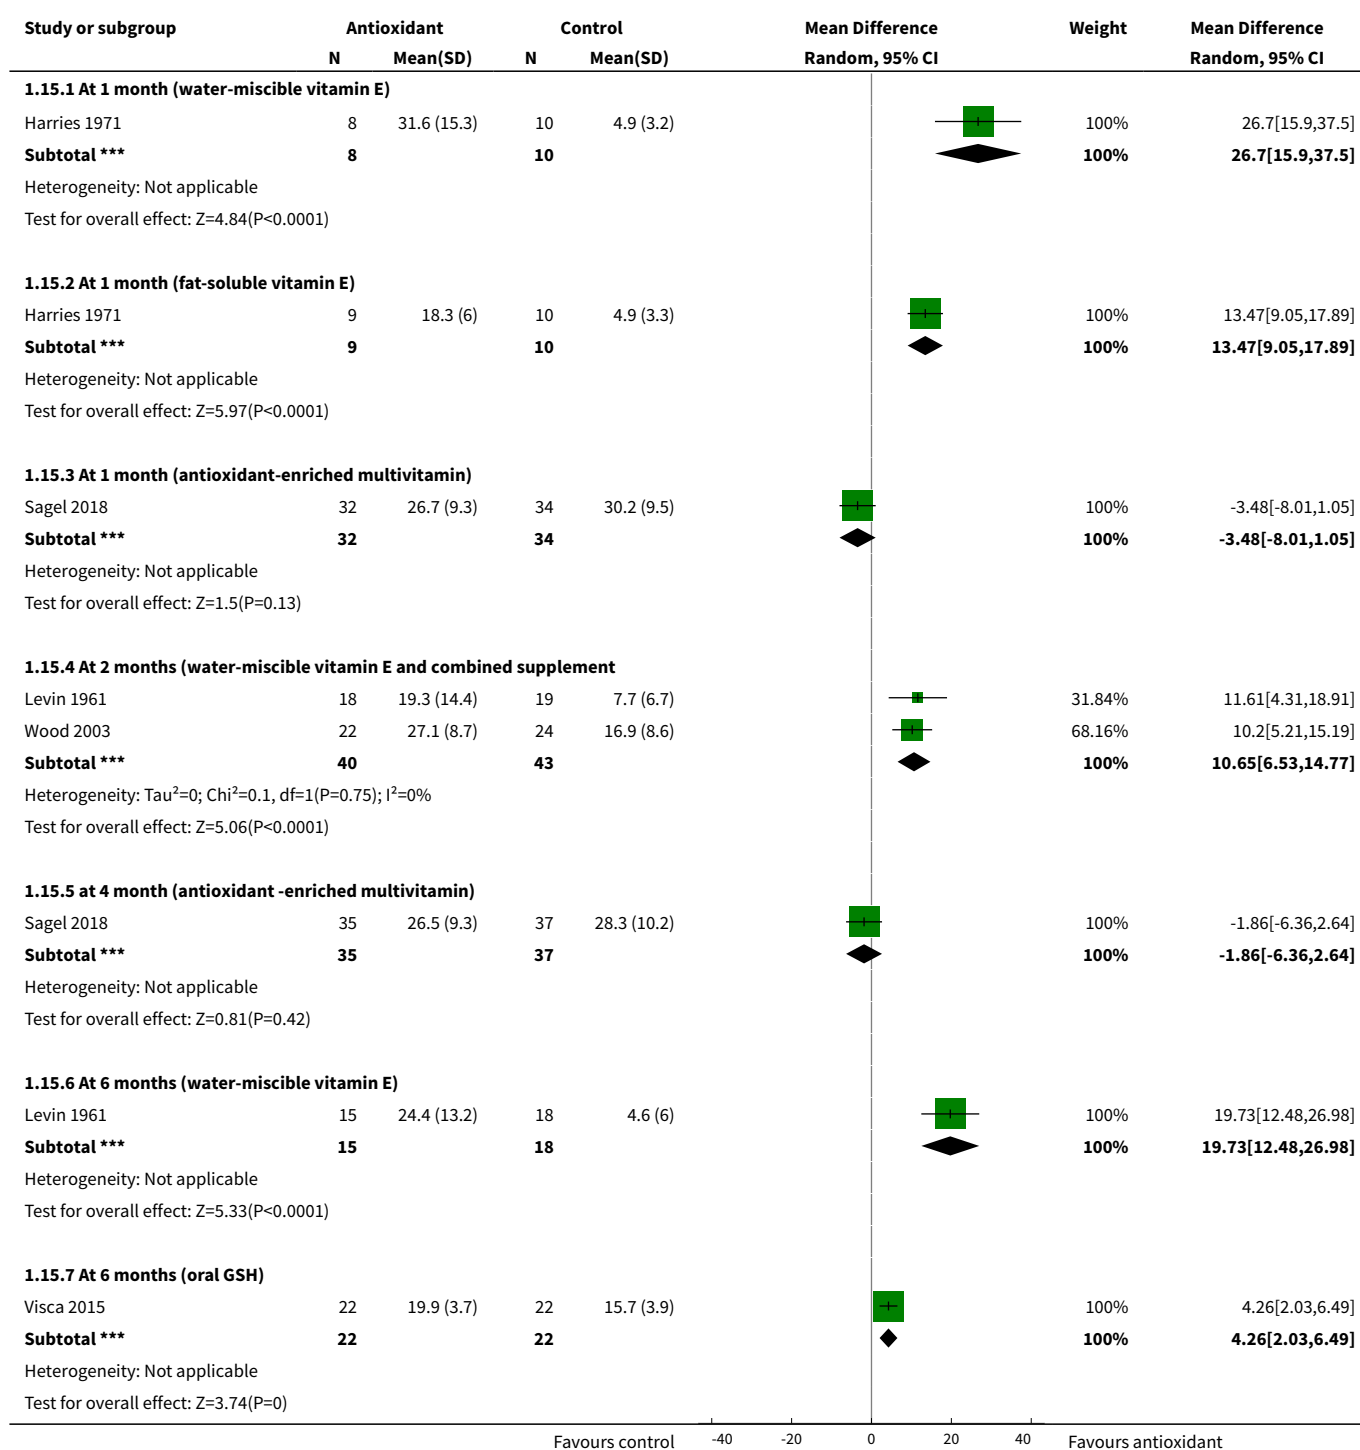 Study or subgroup Antioxidant Control Mean Difference Weight Mean Difference
N Mean(SD) N Mean(SD) Random, 95% CI Random, 95% CI
1.15.1 At 1 month (water-miscible vitamin E)
Harries 1971 8 31.6 (15.3) 10 4.9 (3.2) 100% 26.7[15.9,37.5]
Subtotal *** 8 10 100% 26.7[15.9,37.5]
Heterogeneity: Not applicable
Test for overall effect: Z=4.84(P<0.0001)
1.15.2 At 1 month (fat-soluble vitamin E)
Harries 1971 9 18.3 (6) 10 4.9 (3.3) 100% 13.47[9.05,17.89]
Subtotal *** 9 10 100% 13.47[9.05,17.89]
Heterogeneity: Not applicable
Test for overall effect: Z=5.97(P<0.0001)
1.15.3 At 1 month (antioxidant-enriched multivitamin)
Sagel 2018 32 26.7 (9.3) 34 30.2 (9.5) 100% -3.48[-8.01,1.05]
Subtotal *** 32 34 100% -3.48[-8.01,1.05]
Heterogeneity: Not applicable
Test for overall effect: Z=1.5(P=0.13)
1.15.4 At 2 months (water-miscible vitamin E and combined supplement
Levin 1961 18 19.3 (14.4) 19 7.7 (6.7) 31.84% 11.61[4.31,18.91]
Wood 2003 22 27.1 (8.7) 24 16.9 (8.6) 68.16% 10.2[5.21,15.19]
Subtotal *** 40 43 100% 10.65[6.53,14.77]
Heterogeneity: Tau²=0; Chi²=0.1, df=1(P=0.75); I²=0%
Test for overall effect: Z=5.06(P<0.0001)
1.15.5 at 4 month (antioxidant -enriched multivitamin)
Sagel 2018 35 26.5 (9.3) 37 28.3 (10.2) 100% -1.86[-6.36,2.64]
Subtotal *** 35 37 100% -1.86[-6.36,2.64]
Heterogeneity: Not applicable
Test for overall effect: Z=0.81(P=0.42)
1.15.6 At 6 months (water-miscible vitamin E)
Levin 1961 15 24.4 (13.2) 18 4.6 (6) 100% 19.73[12.48,26.98]
Subtotal *** 15 18 100% 19.73[12.48,26.98]
Heterogeneity: Not applicable
Test for overall effect: Z=5.33(P<0.0001)
1.15.7 At 6 months (oral GSH)
Visca 2015 22 19.9 (3.7) 22 15.7 (3.9) 100% 4.26[2.03,6.49]
Subtotal *** 22 22 100% 4.26[2.03,6.49]
Heterogeneity: Not applicable
Test for overall effect: Z=3.74(P=0)
Favours control -40 -20 0 20 40 Favours antioxidant